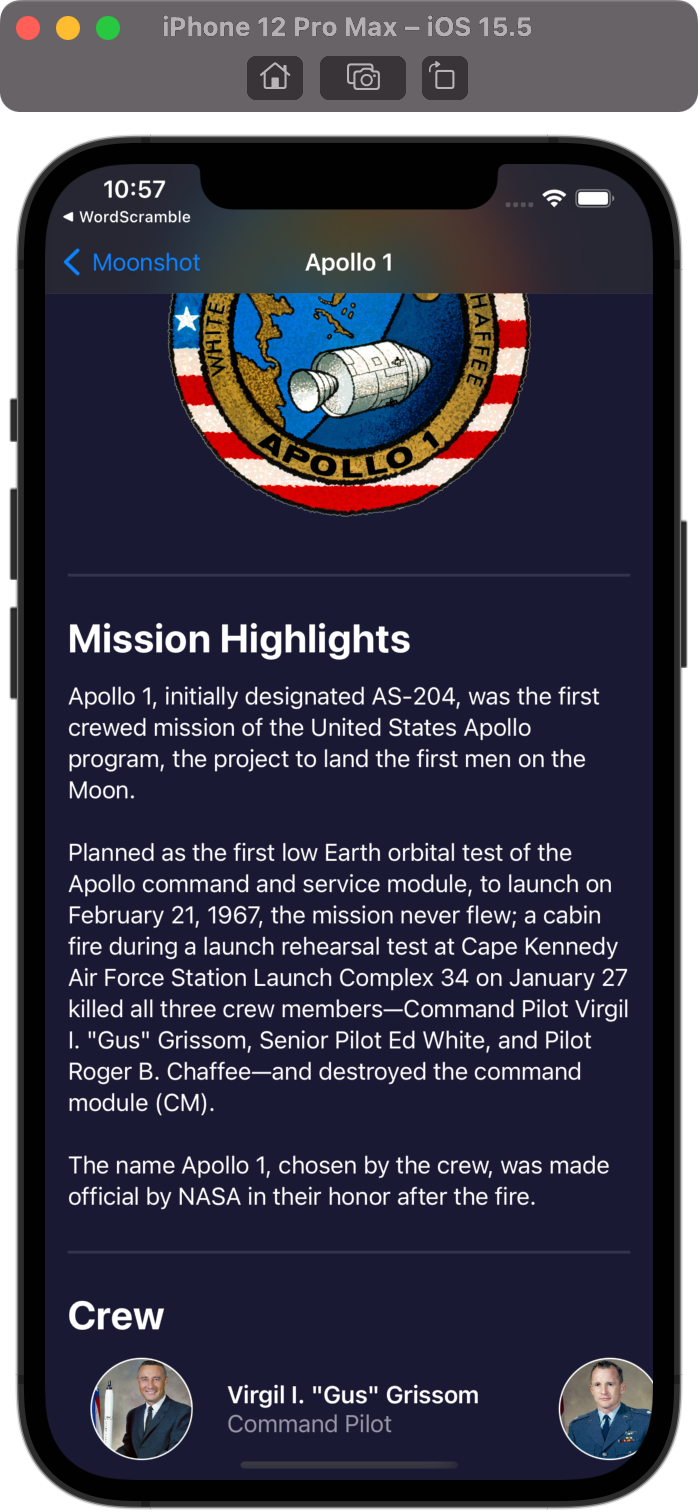 iPhone 12 Pro Max – iOS 15.5
10:57
◀ WordScramble
Moonshot
Apollo 1
WHITE
HAFFEE
APOLLO 1
Mission Highlights
Apollo 1, initially designated AS-204, was the first
crewed mission of the United States Apollo
program, the project to land the first men on the
Moon.
Planned as the first low Earth orbital test of the
Apollo command and service module, to launch on
February 21, 1967, the mission never flew; a cabin
fire during a launch rehearsal test at Cape Kennedy
Air Force Station Launch Complex 34 on January 27
killed all three crew members—Command Pilot Virgil
I. "Gus" Grissom, Senior Pilot Ed White, and Pilot
Roger B. Chaffee—and destroyed the command
module (CM).
The name Apollo 1, chosen by the crew, was made
official by NASA in their honor after the fire.
Crew
Virgil I. "Gus" Grissom
Command Pilot